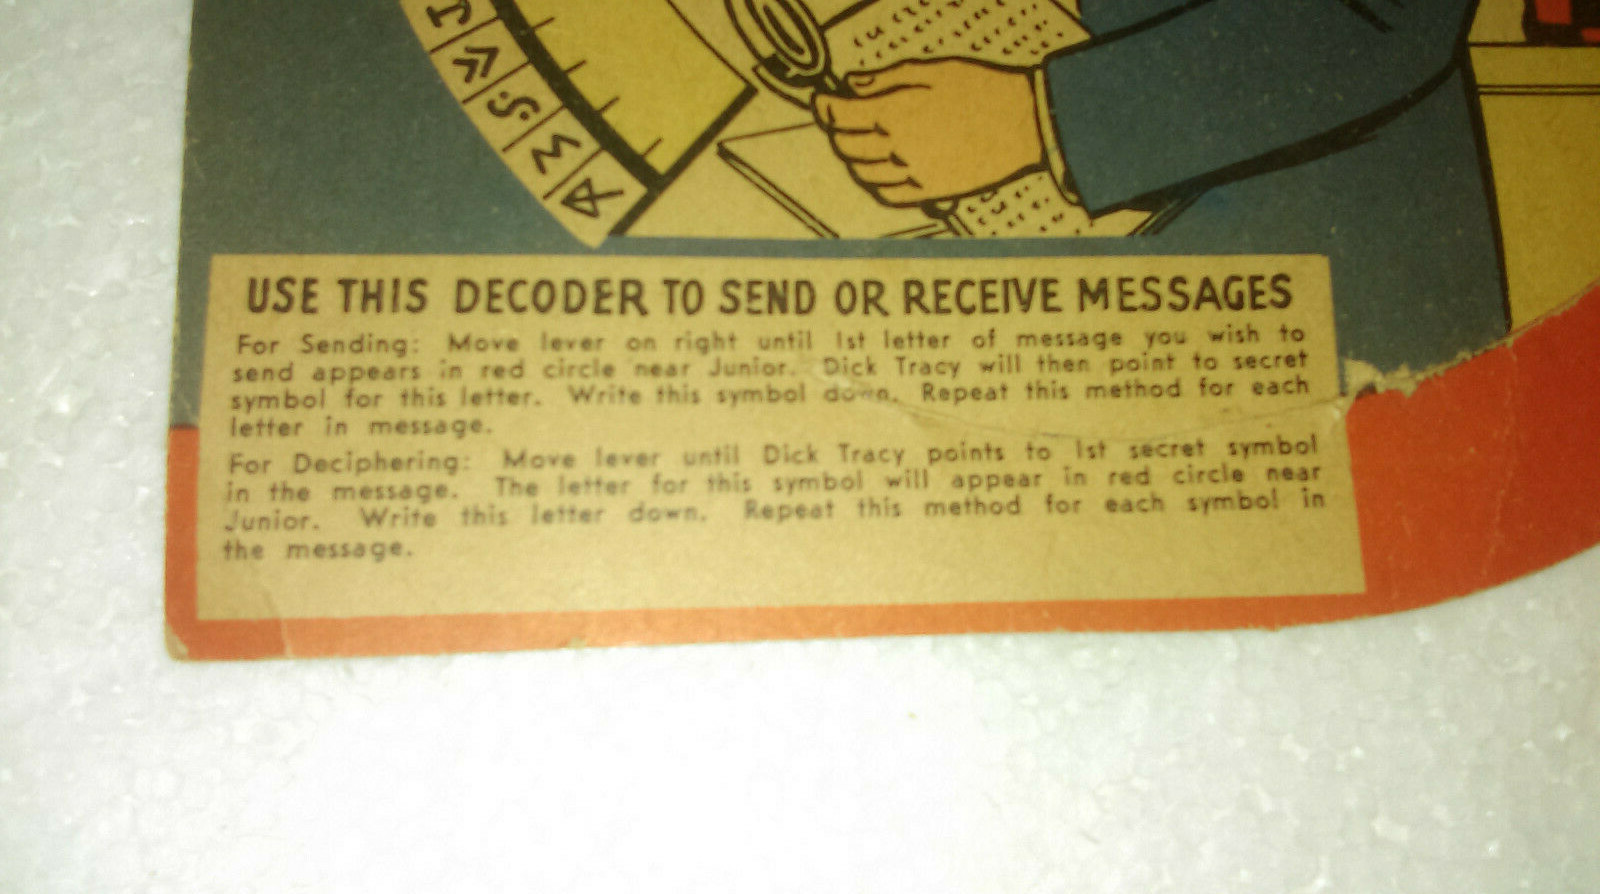 USE THIS DECODER TO SEND OR RECEIVE MESSAGES
For Sending: Move lever on right until 1st letter of message you wish to
send appears in red circle near Junior. Dick Tracy will then point to secret
symbol for this letter. Write this symbol down. Repeat this method for each
letter in message.
For Deciphering: Move lever until Dick Tracy points to 1st secret symbol
in the message. The letter for this symbol will appear in red circle near
Junior. Write this letter down. Repeat this method for each symbol in
the message.